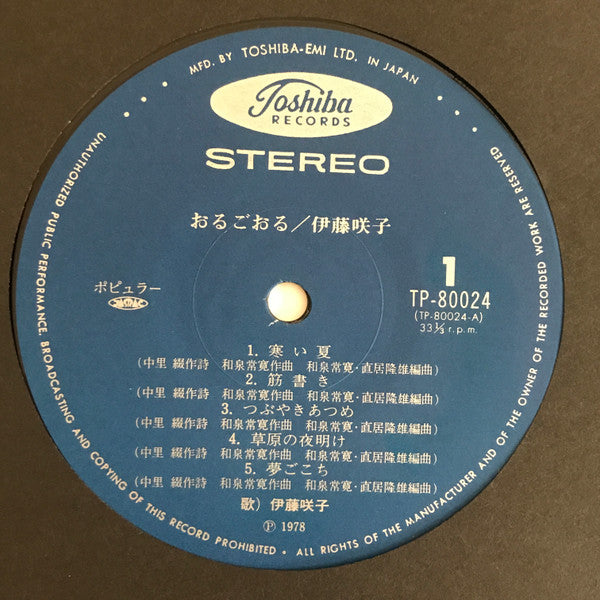 MFD. BY TOSHIBA-EMI LTD. IN JAPAN
Toshiba
RECORDS
STEREO
おるごおる／伊藤咲子
ポピュラー
1
TP-80024
(TP-80024-A)
33⅓ r.p.m.
1. 寒い夏
(中里 綴作詩 和泉常寛作曲 和泉常寛・直居隆雄編曲)
2. 筋書き
(中里 綴作詩 和泉常寛作曲 和泉常寛・直居隆雄編曲)
3. つぶやきあつめ
(中里 綴作詩 和泉常寛作曲 和泉常寛・直居隆雄編曲)
4. 草原の夜明け
(中里 綴作詩 和泉常寛作曲 和泉常寛・直居隆雄編曲)
5. 夢ごこち
(中里 綴作詩 和泉常寛作曲 和泉常寛・直居隆雄編曲)
歌) 伊藤咲子
Ⓟ 1978
UNAUTHORIZED PUBLIC PERFORMANCE, BROADCASTING AND COPYING OF THIS RECORD PROHIBITED • ALL RIGHTS OF THE MANUFACTURER AND OF THE OWNER OF THE RECORDED WORK ARE RESERVED